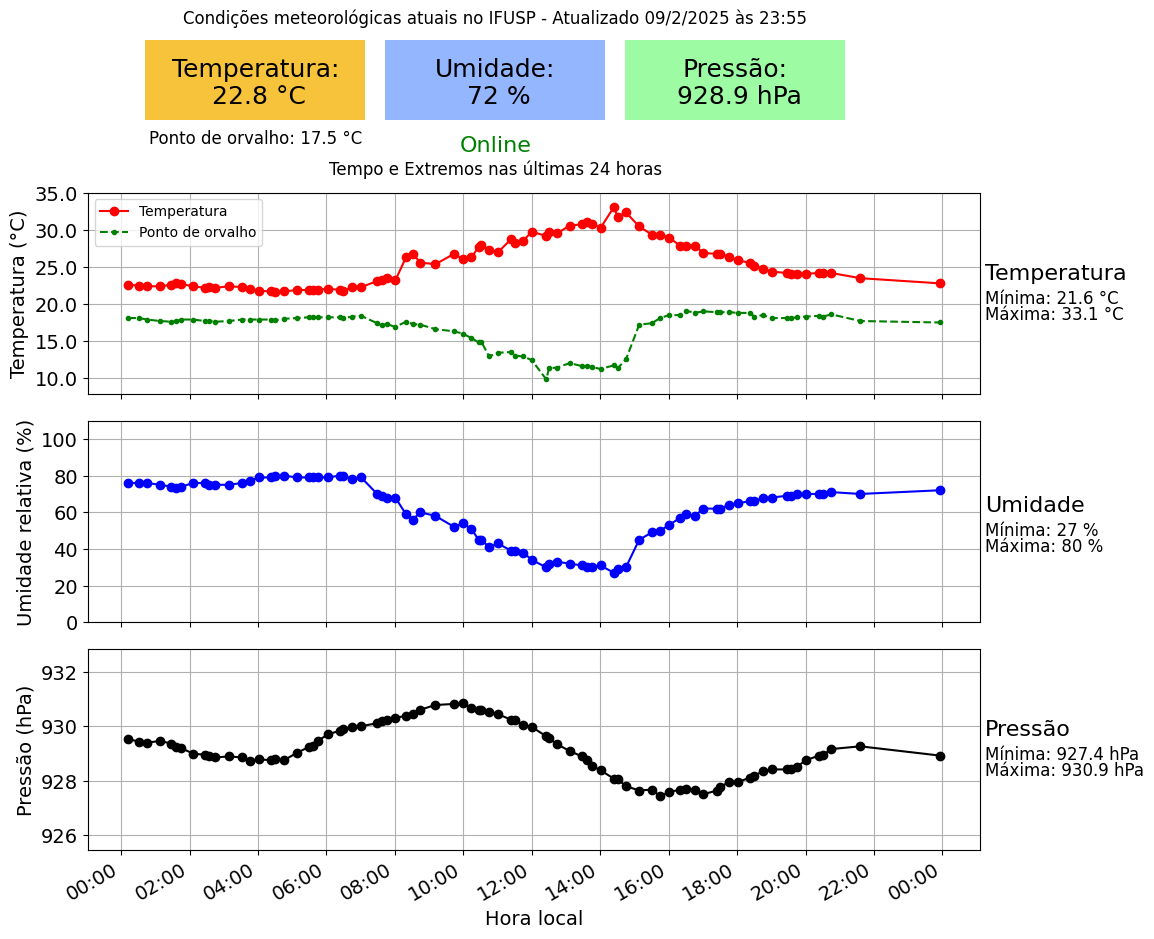 Condições meteorológicas atuais no IFUSP - Atualizado 09/2/2025 às 23:55
Temperatura:
22.8 °C
Umidade:
72 %
Pressão:
928.9 hPa
Ponto de orvalho: 17.5 °C
Online
Tempo e Extremos nas últimas 24 horas
Temperatura (°C)
35.0
30.0
25.0
20.0
15.0
10.0
Temperatura
Ponto de orvalho
Temperatura
Mínima: 21.6 °C
Máxima: 33.1 °C
Umidade relativa (%)
100
80
60
40
20
0
Umidade
Mínima: 27 %
Máxima: 80 %
Pressão (hPa)
932
930
928
926
Pressão
Mínima: 927.4 hPa
Máxima: 930.9 hPa
00:00 02:00 04:00 06:00 08:00 10:00 12:00 14:00 16:00 18:00 20:00 22:00 00:00
Hora local